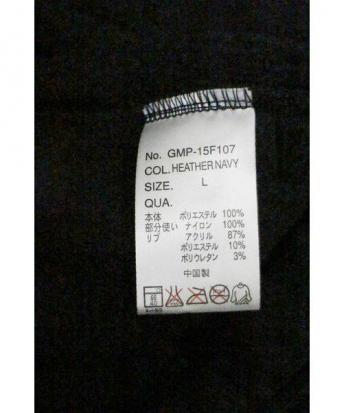 No. GMP-15F107
COL. HEATHER NAVY
SIZE. L
QUA.
本体 ポリエステル 100%
部分使い ナイロン 100%
リブ アクリル 87%
ポリエステル 10%
ポリウレタン 3%
中国製